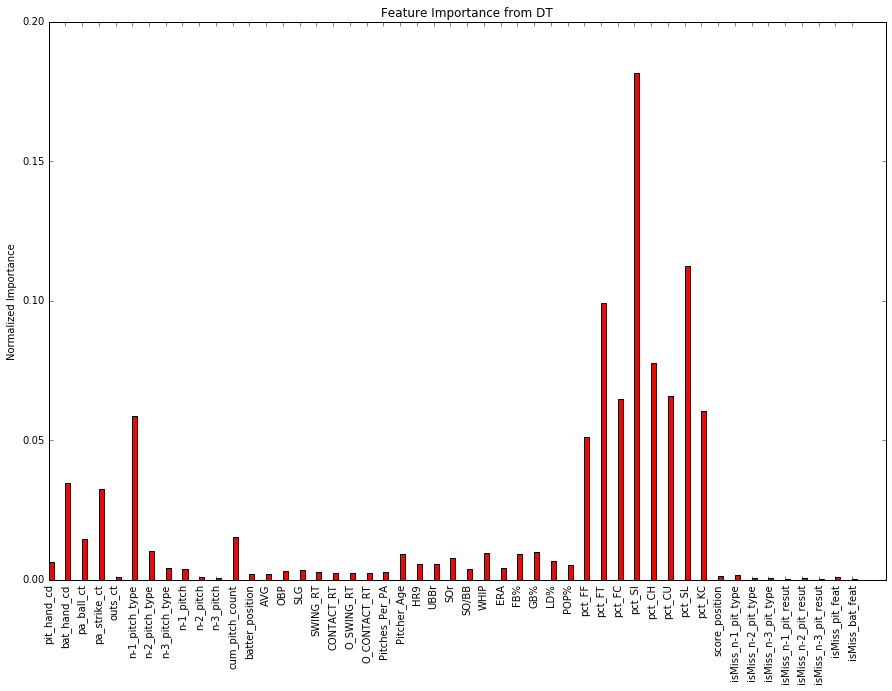 Feature Importance from DT
Normalized Importance
0.20
0.15
0.10
0.05
0.00
pit_hand_cd
bat_hand_cd
pa_ball_ct
pa_strike_ct
outs_ct
n-1_pitch_type
n-2_pitch_type
n-3_pitch_type
n-1_pitch
n-2_pitch
n-3_pitch
cum_pitch_count
batter_position
AVG
OBP
SLG
SWING_RT
CONTACT_RT
O_SWING_RT
O_CONTACT_RT
Pitches_Per_PA
Pitcher_Age
HR9
UBBr
SOr
SO/BB
WHIP
ERA
FB%
GB%
LD%
POP%
pct_FF
pct_FT
pct_FC
pct_SI
pct_CH
pct_CU
pct_SL
pct_KC
score_position
isMiss_n-1_pit_type
isMiss_n-2_pit_type
isMiss_n-3_pit_type
isMiss_n-1_pit_resut
isMiss_n-2_pit_resut
isMiss_n-3_pit_resut
isMiss_pit_feat
isMiss_bat_feat